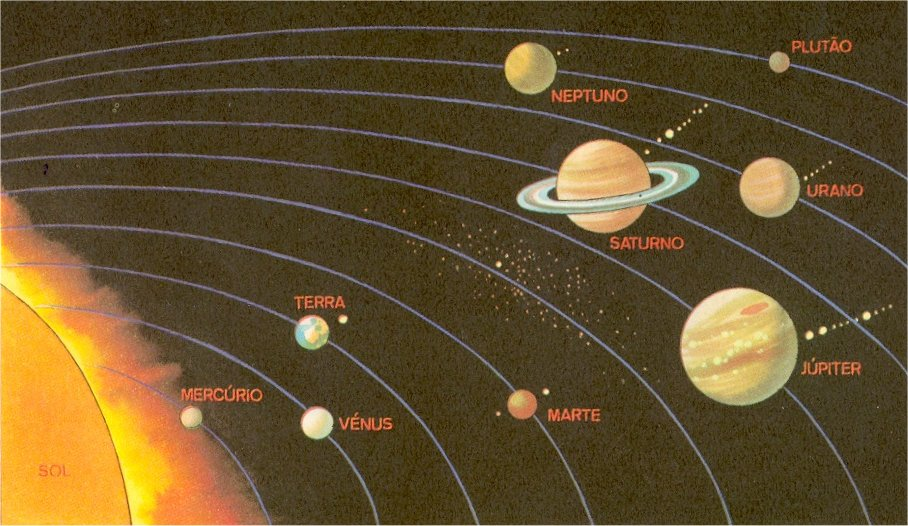 PLUTÃO
NEPTUNO
URANO
SATURNO
TERRA
JÚPITER
MERCÚRIO
MARTE
VÉNUS
SOL